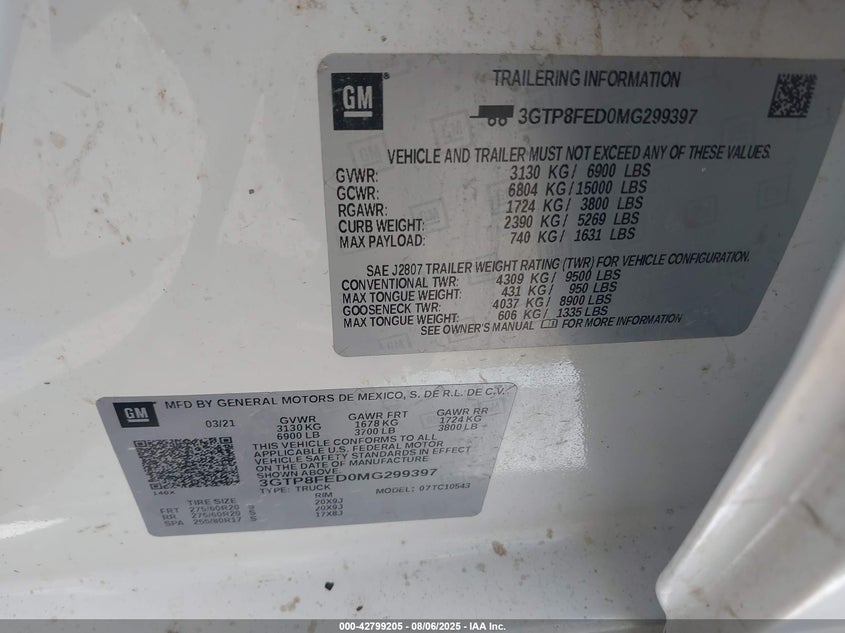 GM
TRAILERING INFORMATION
3GTP8FED0MG299397
VEHICLE AND TRAILER MUST NOT EXCEED ANY OF THESE VALUES.
GVWR: 3130 KG/ 6900 LBS
GCWR: 6804 KG/15000 LBS
RGAWR: 1724 KG/ 3800 LBS
CURB WEIGHT: 2390 KG/ 5269 LBS
MAX PAYLOAD: 740 KG/ 1631 LBS
SAE J2807 TRAILER WEIGHT RATING (TWR) FOR VEHICLE CONFIGURATION.
CONVENTIONAL TWR: 4309 KG/ 9500 LBS
MAX TONGUE WEIGHT: 431 KG/ 950 LBS
GOOSENECK TWR: 4037 KG/ 8900 LBS
MAX TONGUE WEIGHT: 606 KG/ 1335 LBS
SEE OWNER'S MANUAL FOR MORE INFORMATION
GM
MFD BY GENERAL MOTORS DE MEXICO, S. DE R.L. DE C.V.
03/21 GVWR GAWR FRT GAWR RR
3130 KG 1678 KG 1724 KG
6900 LB 3700 LB 3800 LB
THIS VEHICLE CONFORMS TO ALL
APPLICABLE U.S. FEDERAL MOTOR
VEHICLE SAFETY STANDARDS IN EFFECT
ON THE DATE OF MANUFACTURE
SHOWN ABOVE.
3GTP8FED0MG299397
TYPE: TRUCK MODEL: 07TC10543
TIRE SIZE RIM
FRT 275/60R20 S 20X9J
RR 275/60R20 S 20X9J
SPA 255/80R17 S 17X8J
000-42799205 - 08/06/2025 - IAA Inc.